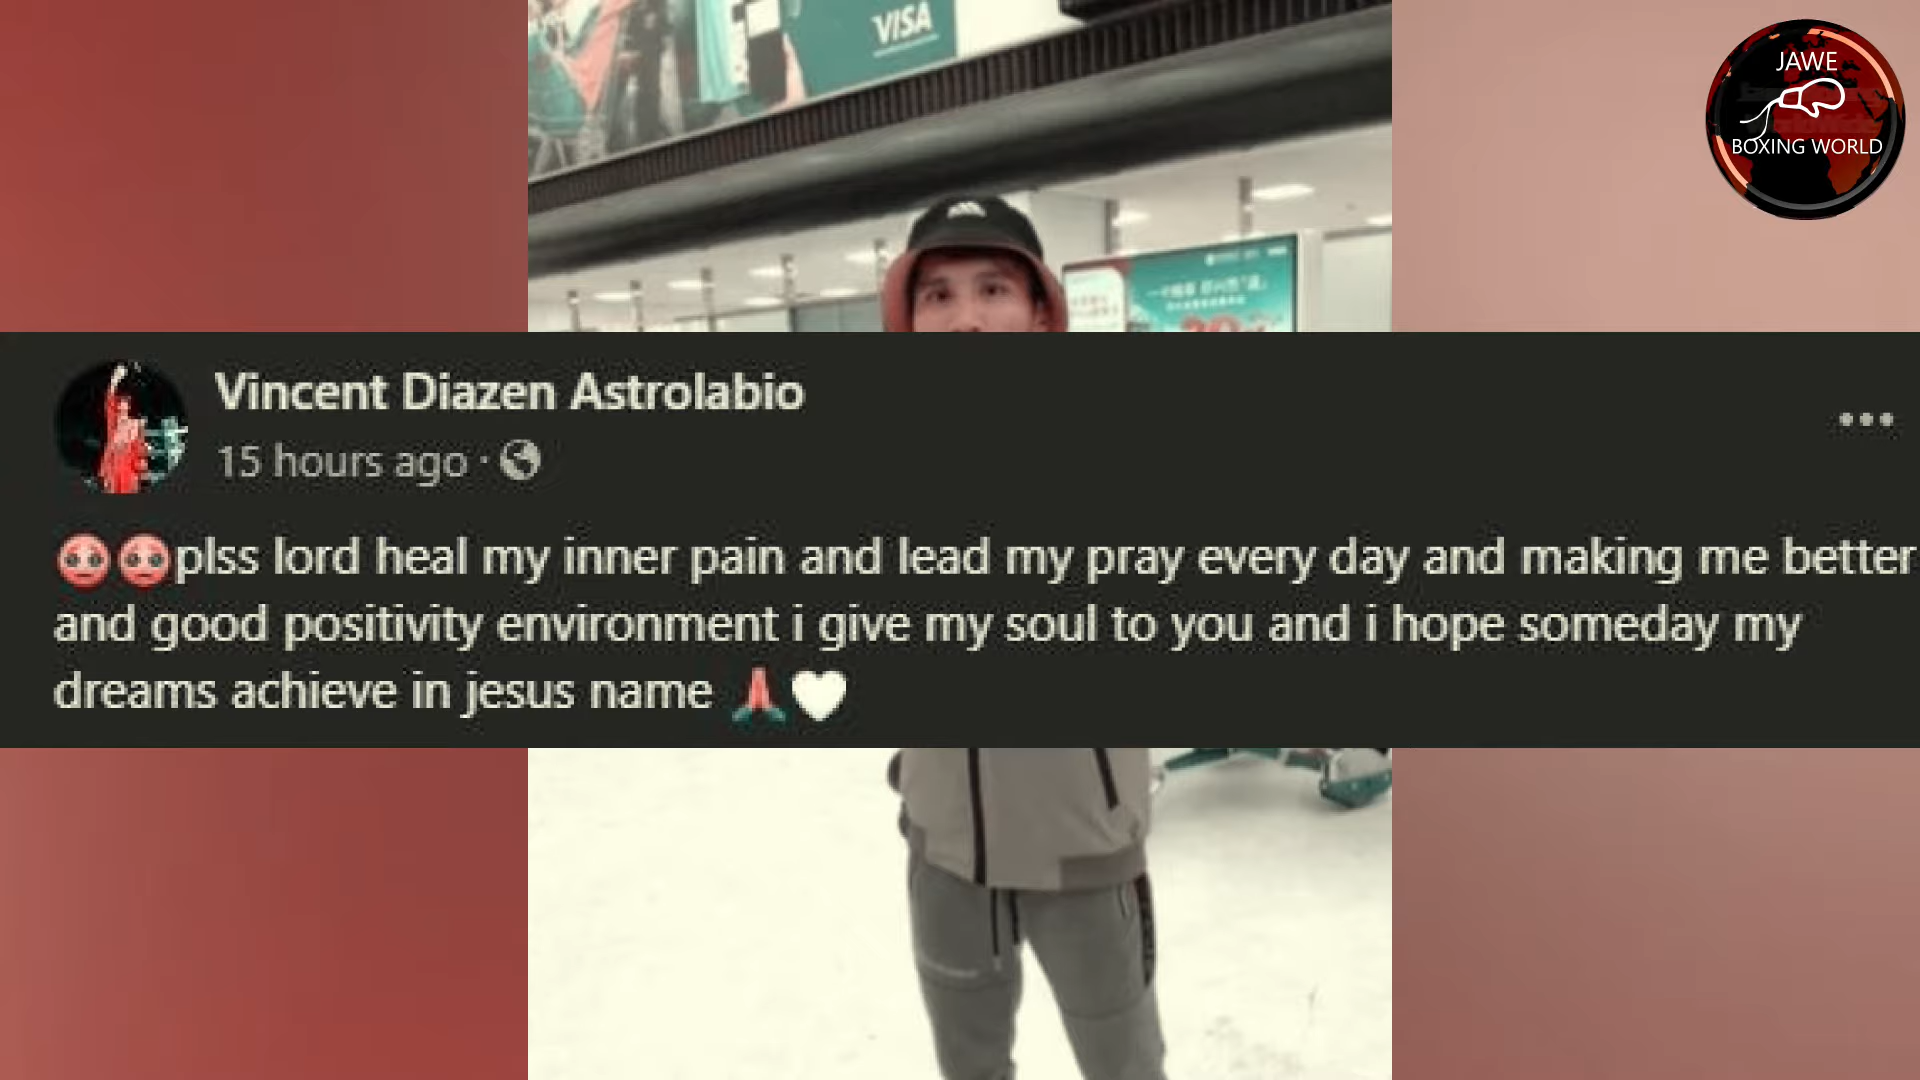 VISA
JAWE
BOXING WORLD
Vincent Diazen Astrolabio
15 hours ago ·
🥺🥺plss lord heal my inner pain and lead my pray every day and making me better
and good positivity environment i give my soul to you and i hope someday my
dreams achieve in jesus name 🙏🤍